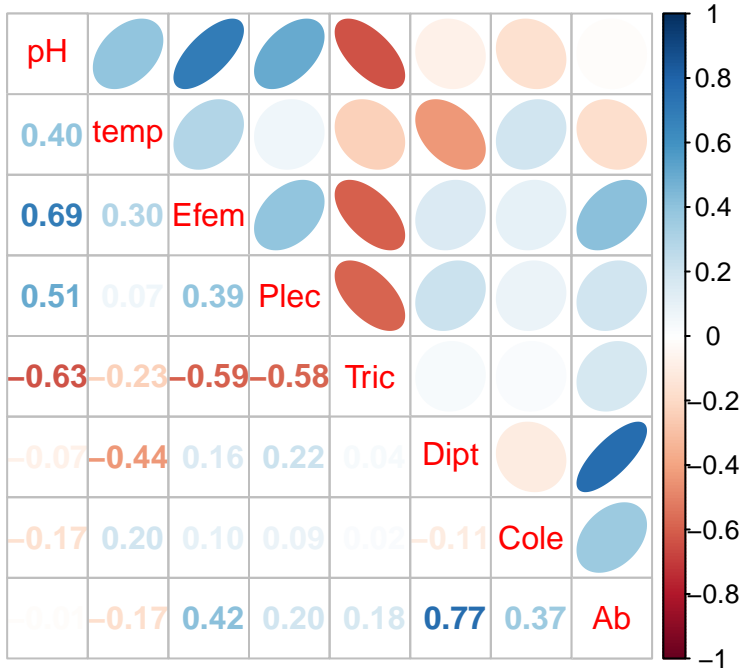 pH
0.40 temp
0.69 0.30 Efem
0.51 0.07 0.39 Plec
−0.63 −0.23 −0.59 −0.58 Tric
−0.07 −0.44 0.16 0.22 0.04 Dipt
−0.17 0.20 0.10 0.09 0.02 −0.11 Cole
−0.01 −0.17 0.42 0.20 0.18 0.77 0.37 Ab
1
0.8
0.6
0.4
0.2
0
−0.2
−0.4
−0.6
−0.8
−1